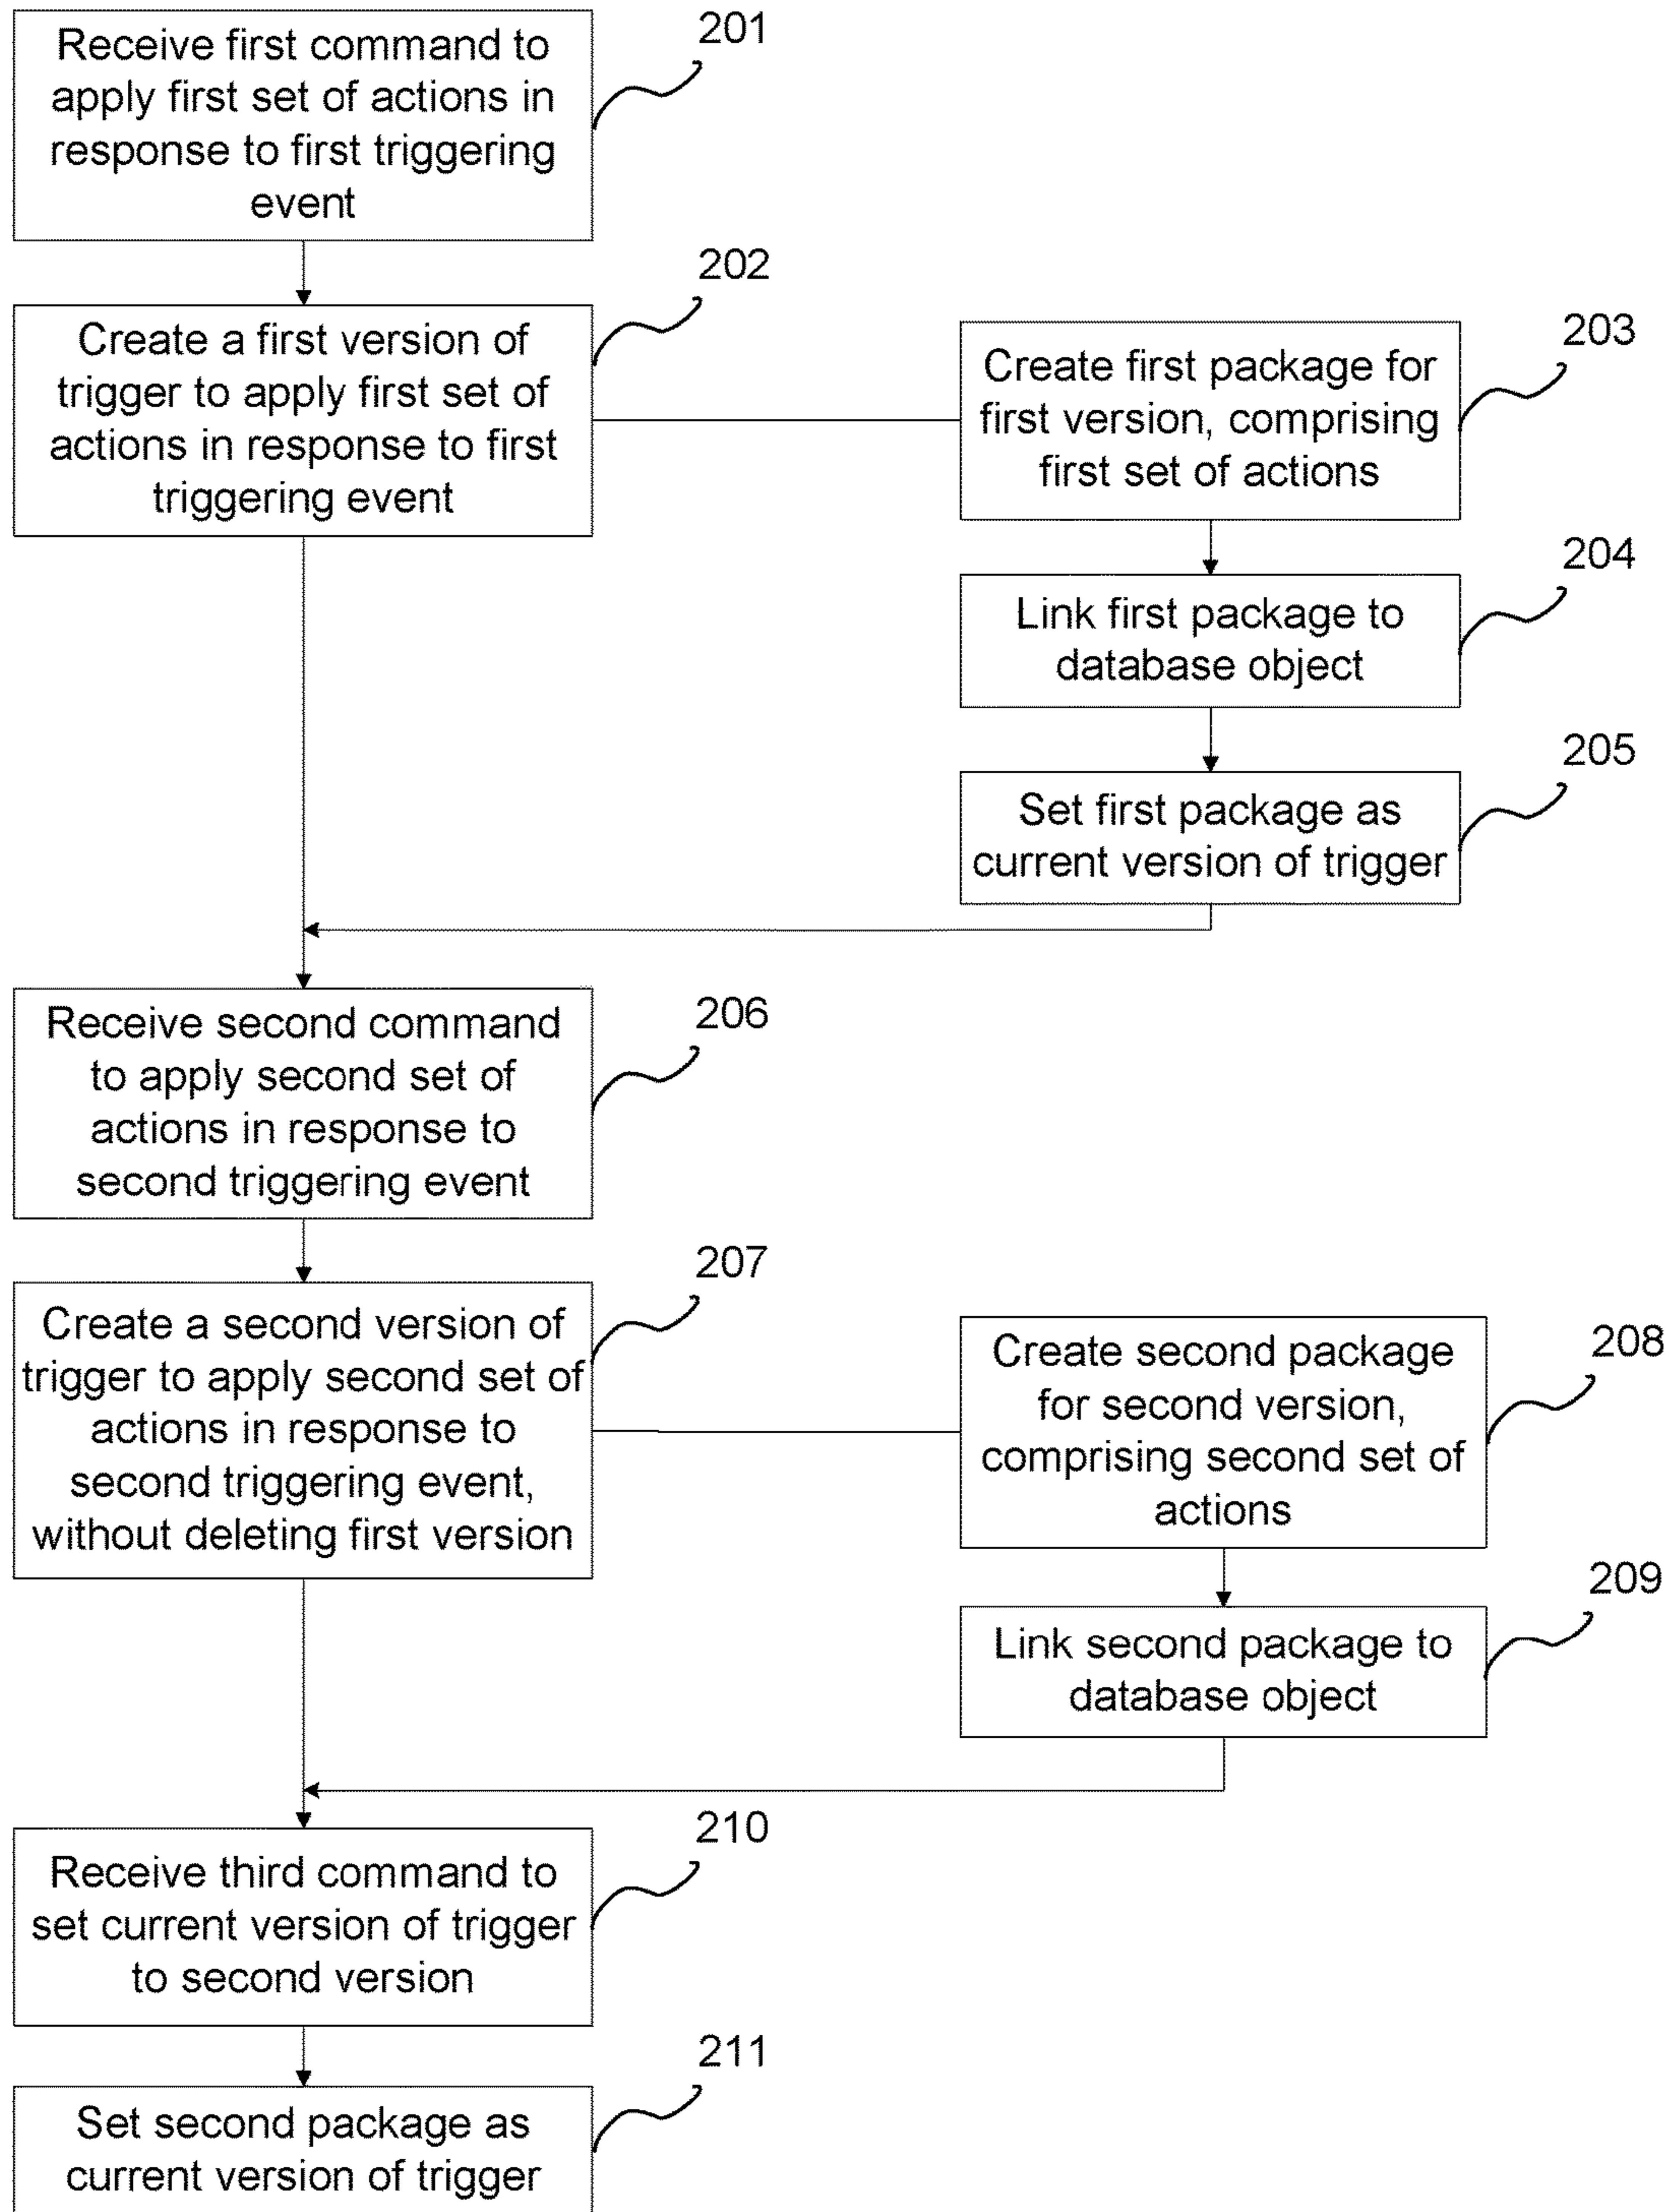 Receive first command to
apply first set of actions in
response to first triggering
event
201
Create a first version of
trigger to apply first set of
actions in response to first
triggering event
202
Create first package for
first version, comprising
first set of actions
203
Link first package to
database object
204
Set first package as
current version of trigger
205
Receive second command
to apply second set of
actions in response to
second triggering event
206
Create a second version of
trigger to apply second set of
actions in response to
second triggering event,
without deleting first version
207
Create second package
for second version,
comprising second set of
actions
208
Link second package to
database object
209
Receive third command to
set current version of trigger
to second version
210
Set second package as
current version of trigger
211